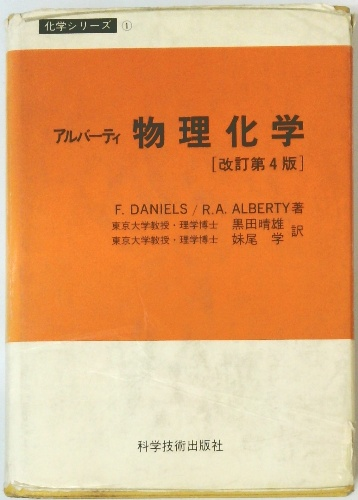 化学シリーズ ①
アルバーティ 物理化学
[改訂第4版]
F. DANIELS / R.A. ALBERTY 著
東京大学教授・理学博士 黒田晴雄
東京大学教授・理学博士 妹尾 学 訳
科学技術出版社